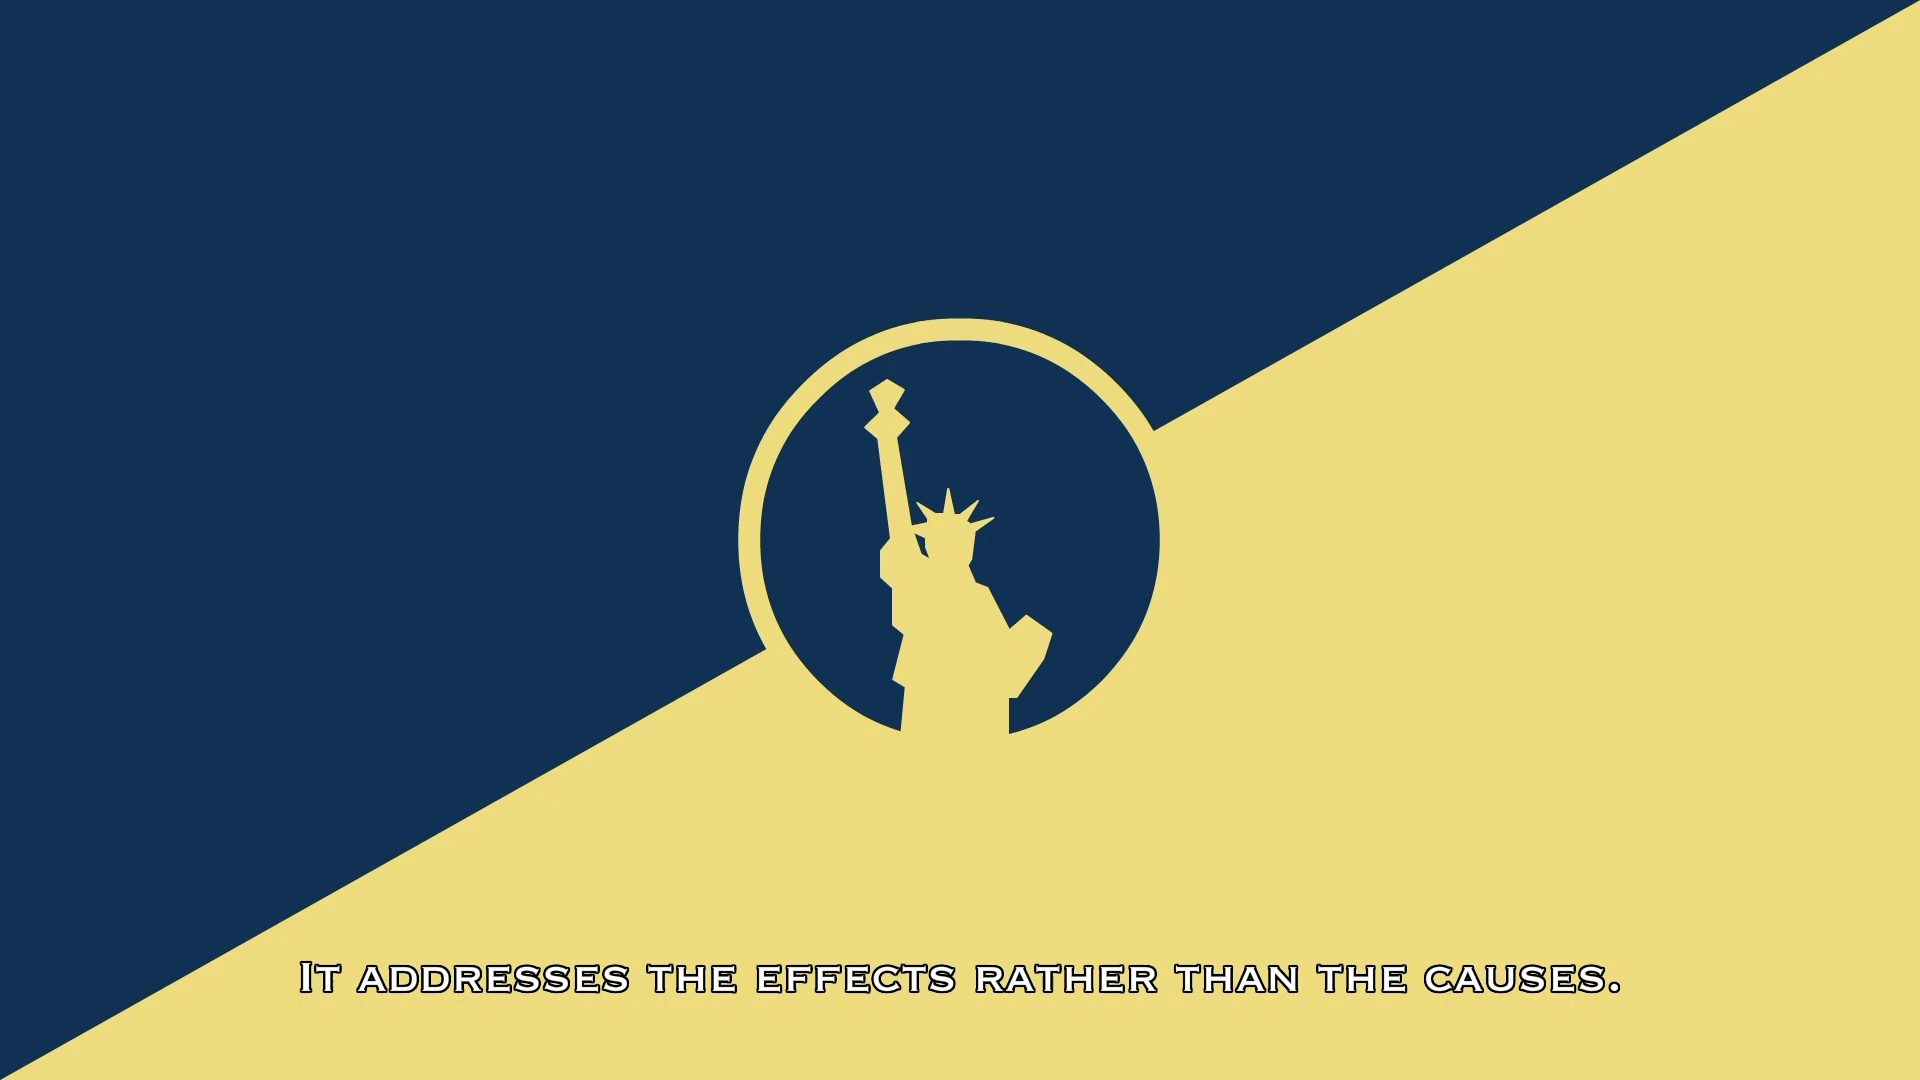 It addresses the effects rather than the causes.